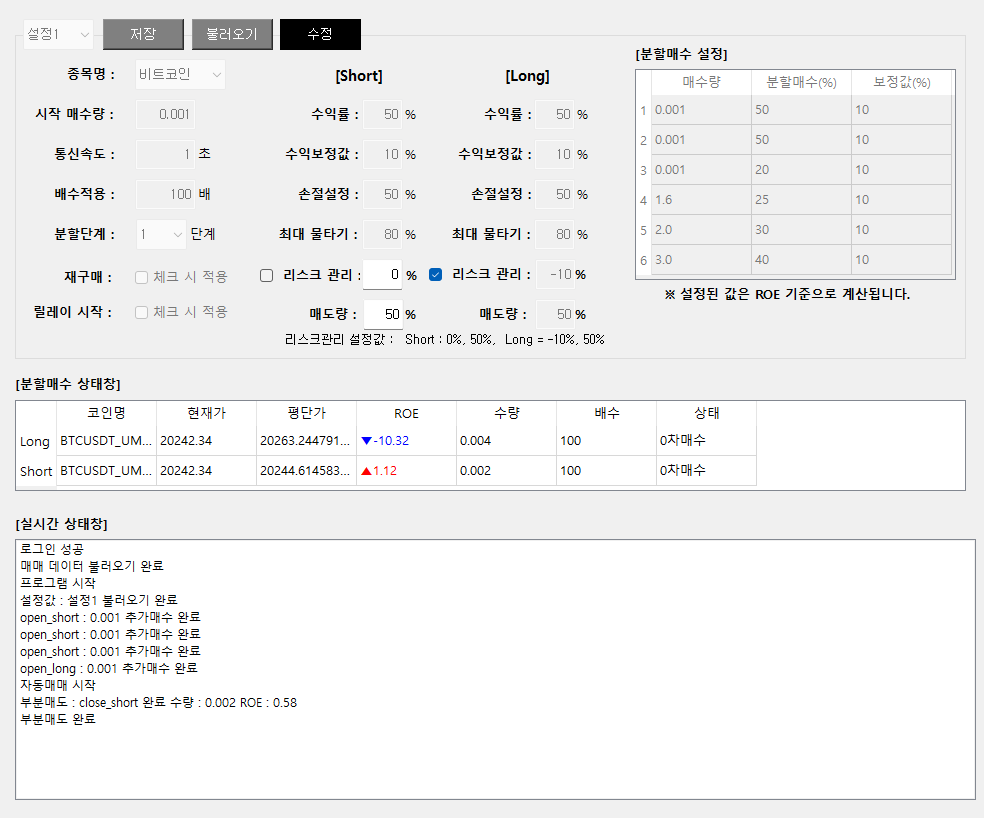 설정1 저장 불러오기 수정
종목명 : 비트코인 [Short] [Long]
시작 매수량 : 0.001 수익률 : 50 % 수익률 : 50 %
통신속도 : 1 초 수익보정값 : 10 % 수익보정값 : 10 %
배수적용 : 100 배 손절설정 : 50 % 손절설정 : 50 %
분할단계 : 1 단계 최대 물타기 : 80 % 최대 물타기 : 80 %
재구매 : 체크 시 적용 리스크 관리 : 0 % 리스크 관리 : -10 %
릴레이 시작 : 체크 시 적용 매도량 : 50 % 매도량 : 50 %
리스크관리 설정값 : Short : 0%, 50%, Long = -10%, 50%
[분할매수 설정]
매수량 분할매수(%) 보정값(%)
1 0.001 50 10
2 0.001 50 10
3 0.001 20 10
4 1.6 25 10
5 2.0 30 10
6 3.0 40 10
※ 설정된 값은 ROE 기준으로 계산됩니다.
[분할매수 상태창]
코인명 현재가 평단가 ROE 수량 배수 상태
Long BTCUSDT_UM... 20242.34 20263.244791... ▼-10.32 0.004 100 0차매수
Short BTCUSDT_UM... 20242.34 20244.614583... ▲1.12 0.002 100 0차매수
[실시간 상태창]
로그인 성공
매매 데이터 불러오기 완료
프로그램 시작
설정값 : 설정1 불러오기 완료
open_short : 0.001 추가매수 완료
open_short : 0.001 추가매수 완료
open_short : 0.001 추가매수 완료
open_long : 0.001 추가매수 완료
자동매매 시작
부분매도 : close_short 완료 수량 : 0.002 ROE : 0.58
부분매도 완료